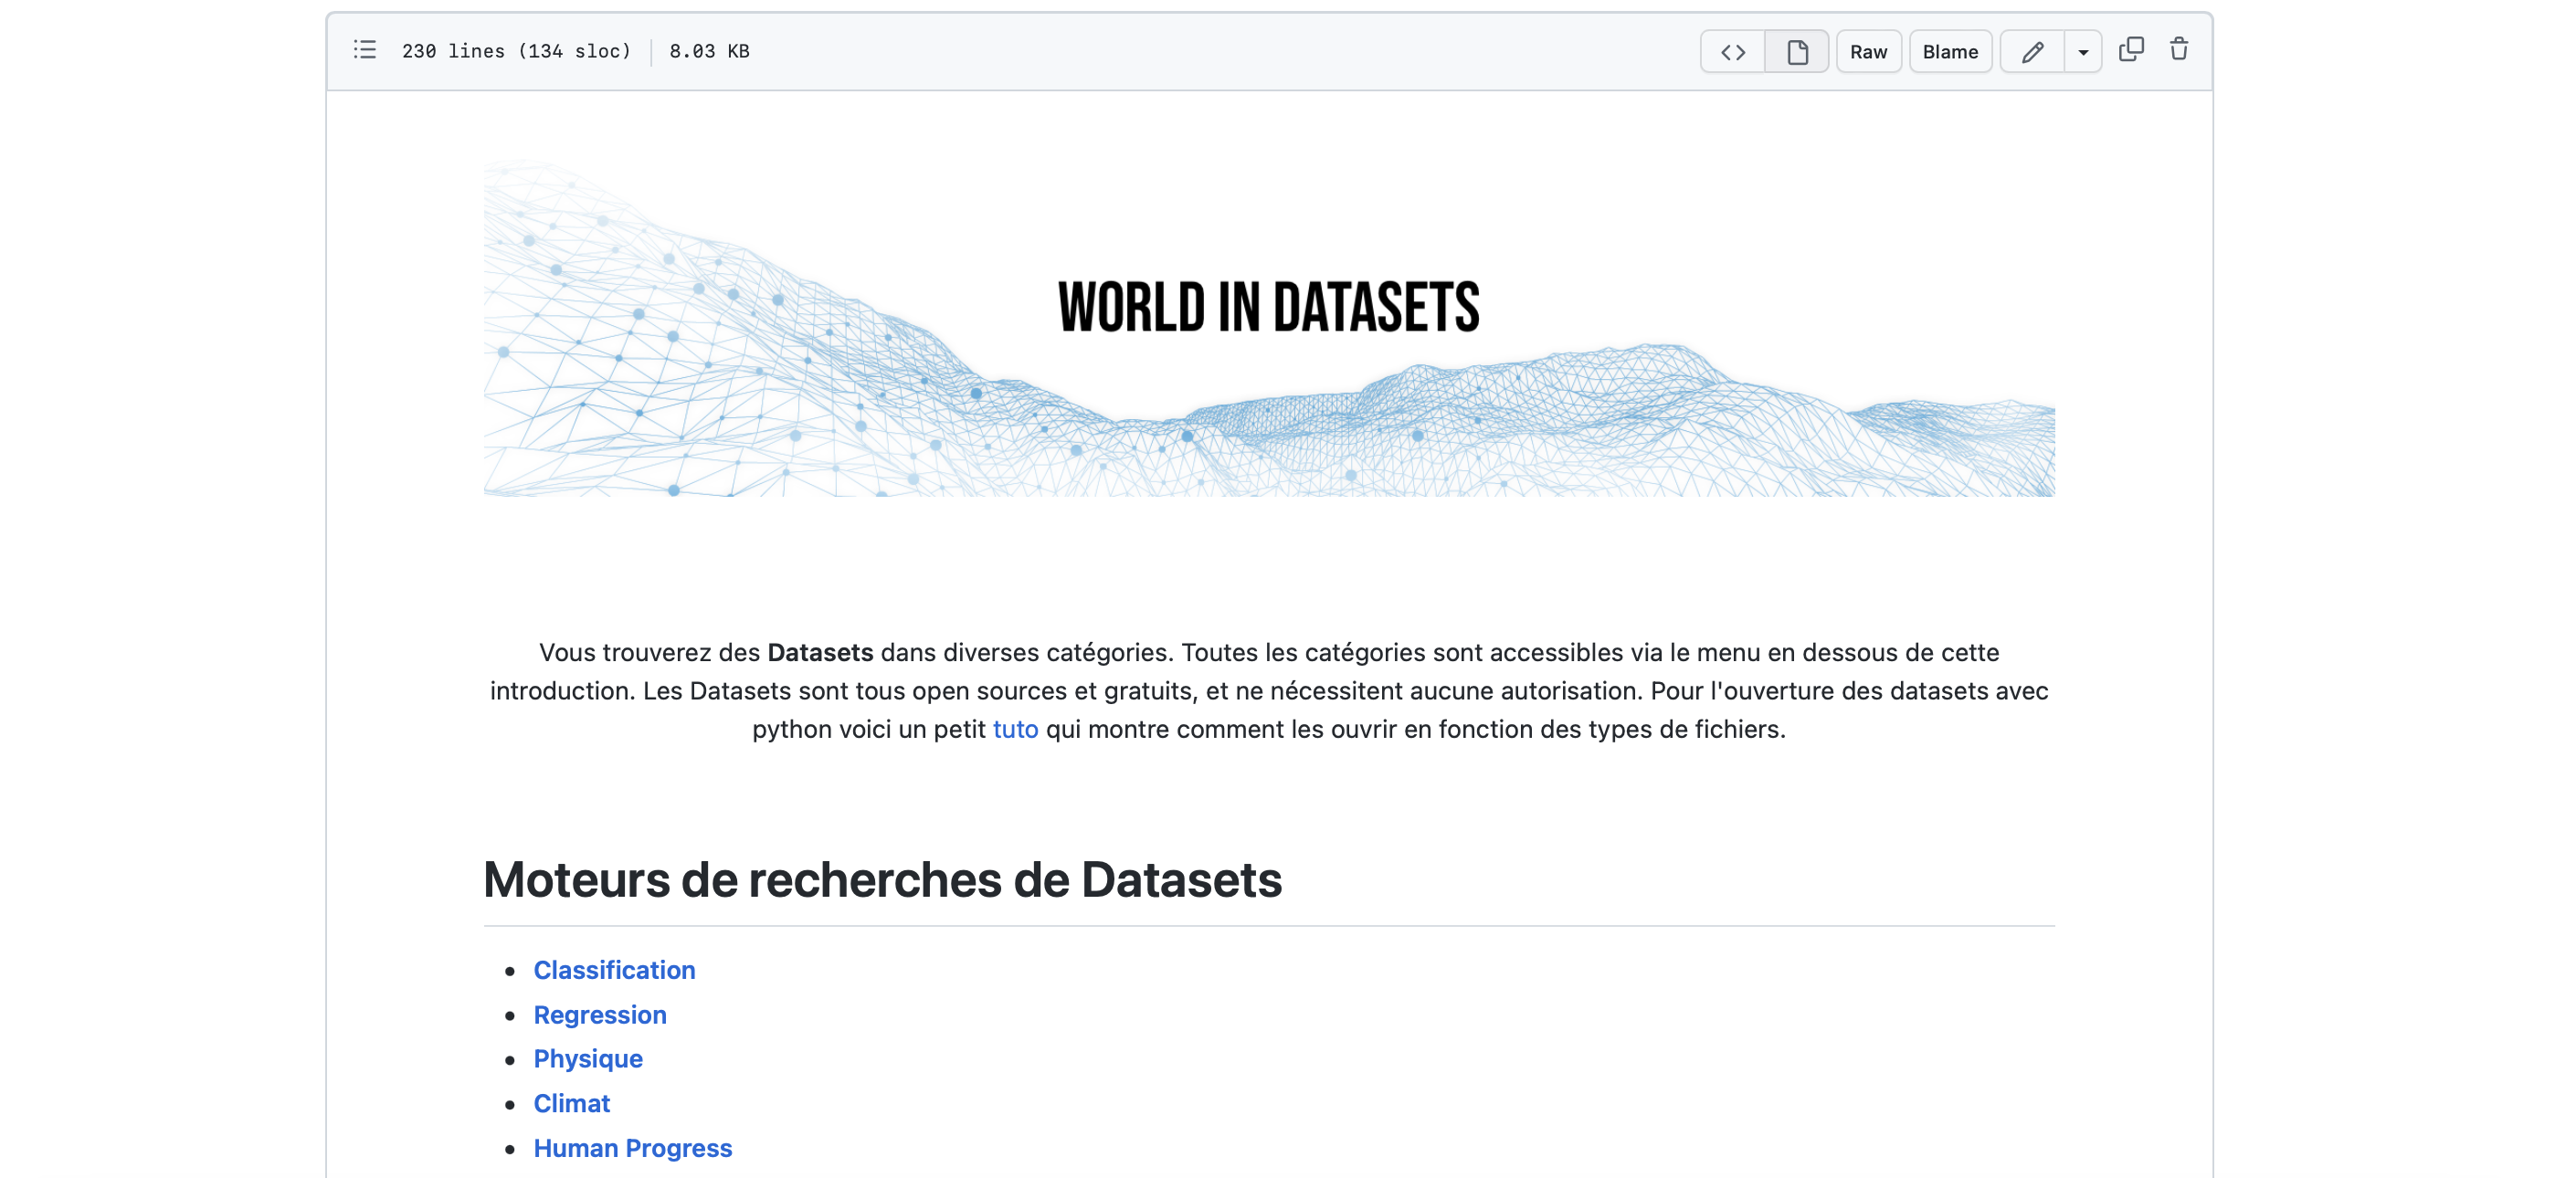 230 lines (134 sloc) 8.03 KB Raw Blame
WORLD IN DATASETS
Vous trouverez des Datasets dans diverses catégories. Toutes les catégories sont accessibles via le menu en dessous de cette
introduction. Les Datasets sont tous open sources et gratuits, et ne nécessitent aucune autorisation. Pour l'ouverture des datasets avec
python voici un petit tuto qui montre comment les ouvrir en fonction des types de fichiers.
Moteurs de recherches de Datasets
Classification
Regression
Physique
Climat
Human Progress